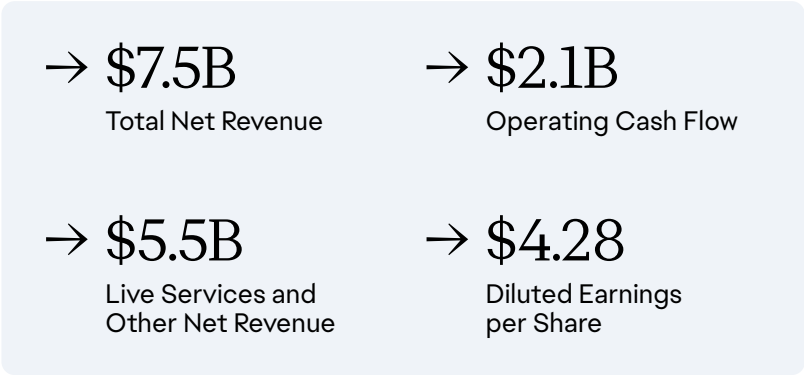 → $7.5B
Total Net Revenue
→ $2.1B
Operating Cash Flow
→ $5.5B
Live Services and
Other Net Revenue
→ $4.28
Diluted Earnings
per Share